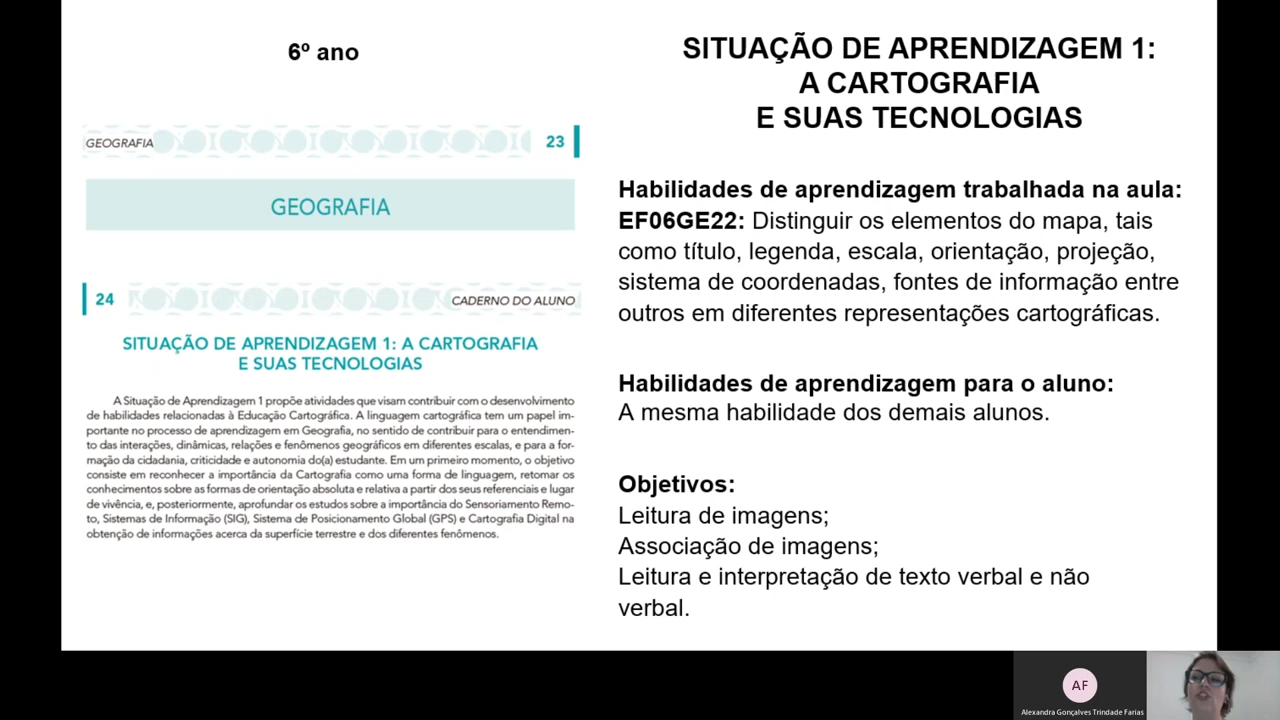 6º ano
GEOGRAFIA
23
GEOGRAFIA
24
CADERNO DO ALUNO
SITUAÇÃO DE APRENDIZAGEM 1: A CARTOGRAFIA
E SUAS TECNOLOGIAS
A Situação de Aprendizagem 1 propõe atividades que visam contribuir com o desenvolvimento
de habilidades relacionadas à Educação Cartográfica. A linguagem cartográfica tem um papel im-
portante no processo de aprendizagem em Geografia, no sentido de contribuir para o entendimen-
to das interações, dinâmicas, relações e fenômenos geográficos em diferentes escalas, e para a for-
mação da cidadania, criticidade e autonomia do(a) estudante. Em um primeiro momento, o objetivo
consiste em reconhecer a importância da Cartografia como uma forma de linguagem, retomar os
conhecimentos sobre as formas de orientação absoluta e relativa a partir dos seus referenciais e lugar
de vivência, e, posteriormente, aprofundar os estudos sobre a importância do Sensoriamento Remo-
to, Sistemas de Informação (SIG), Sistema de Posicionamento Global (GPS) e Cartografia Digital na
obtenção de informações acerca da superfície terrestre e dos diferentes fenômenos.
SITUAÇÃO DE APRENDIZAGEM 1:
A CARTOGRAFIA
E SUAS TECNOLOGIAS
Habilidades de aprendizagem trabalhada na aula:
EF06GE22: Distinguir os elementos do mapa, tais
como título, legenda, escala, orientação, projeção,
sistema de coordenadas, fontes de informação entre
outros em diferentes representações cartográficas.
Habilidades de aprendizagem para o aluno:
A mesma habilidade dos demais alunos.
Objetivos:
Leitura de imagens;
Associação de imagens;
Leitura e interpretação de texto verbal e não
verbal.
AF
Alexandra Gonçalves Trindade Farias